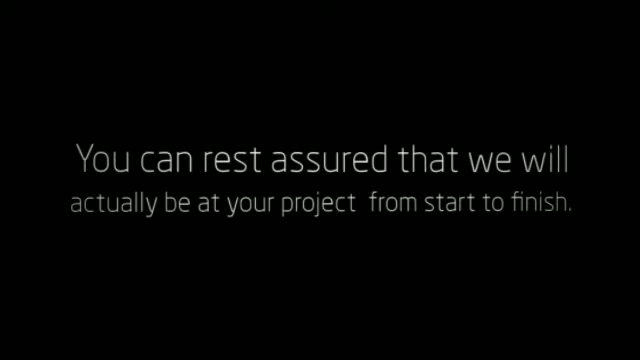 You can rest assured that we will
actually be at your project from start to finish.